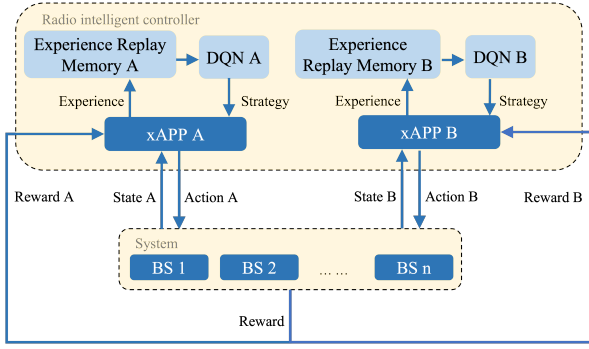 Radio intelligent controller
Experience Replay
Memory A
DQN A
Experience
Replay Memory B
DQN B
Experience
Strategy
Experience
Strategy
xAPP A
xAPP B
Reward A
State A
Action A
State B
Action B
Reward B
System
BS 1
BS 2
... ...
BS n
Reward